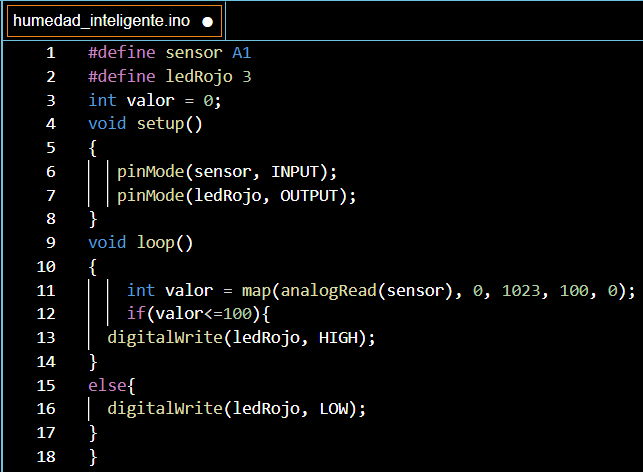 humedad_inteligente.ino ●
1 #define sensor A1
2 #define ledRojo 3
3 int valor = 0;
4 void setup()
5 {
6 pinMode(sensor, INPUT);
7 pinMode(ledRojo, OUTPUT);
8 }
9 void loop()
10 {
11 int valor = map(analogRead(sensor), 0, 1023, 100, 0);
12 if(valor<=100){
13 digitalWrite(ledRojo, HIGH);
14 }
15 else{
16 digitalWrite(ledRojo, LOW);
17 }
18 }